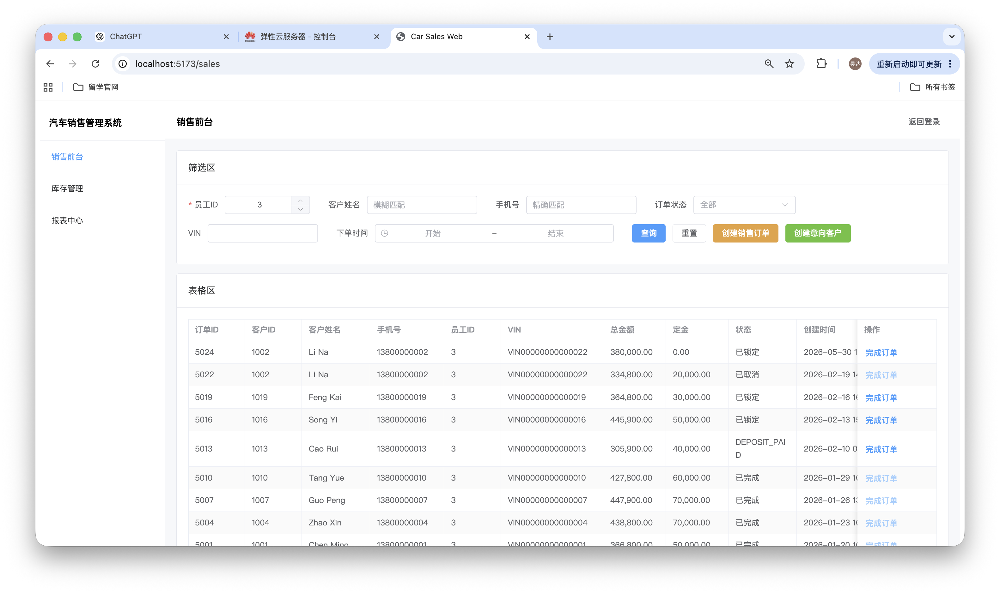 ChatGPT
HUAWEI
弹性云服务器 - 控制台
Car Sales Web
localhost:5173/sales
昊达
重新启动即可更新
留学官网
所有书签
汽车销售管理系统
销售前台
返回登录
销售前台
库存管理
报表中心
筛选区
* 员工ID 3 客户姓名 模糊匹配 手机号 精确匹配 订单状态 全部
VIN 下单时间 开始 – 结束 查询 重置 创建销售订单 创建意向客户
表格区
订单ID 客户ID 客户姓名 手机号 员工ID VIN 总金额 定金 状态 创建时间 操作
5024 1002 Li Na 13800000002 3 VIN00000000000022 380,000.00 0.00 已锁定 2026-05-30 1 完成订单
5022 1002 Li Na 13800000002 3 VIN00000000000022 334,800.00 20,000.00 已取消 2026-02-19 14 完成订单
5019 1019 Feng Kai 13800000019 3 VIN00000000000019 364,800.00 30,000.00 已锁定 2026-02-16 16 完成订单
5016 1016 Song Yi 13800000016 3 VIN00000000000016 445,900.00 50,000.00 已锁定 2026-02-13 15 完成订单
5013 1013 Cao Rui 13800000013 3 VIN00000000000013 305,900.00 40,000.00 DEPOSIT_PAI
D 2026-02-10 0 完成订单
5010 1010 Tang Yue 13800000010 3 VIN00000000000010 427,800.00 60,000.00 已完成 2026-01-29 10 完成订单
5007 1007 Guo Peng 13800000007 3 VIN00000000000007 447,900.00 70,000.00 已完成 2026-01-26 13 完成订单
5004 1004 Zhao Xin 13800000004 3 VIN00000000000004 438,800.00 70,000.00 已完成 2026-01-23 10 完成订单
5001 1001 Chen Ming 13800000001 3 VIN00000000000001 366,800.00 50,000.00 已完成 2026-01-20 10 完成订单